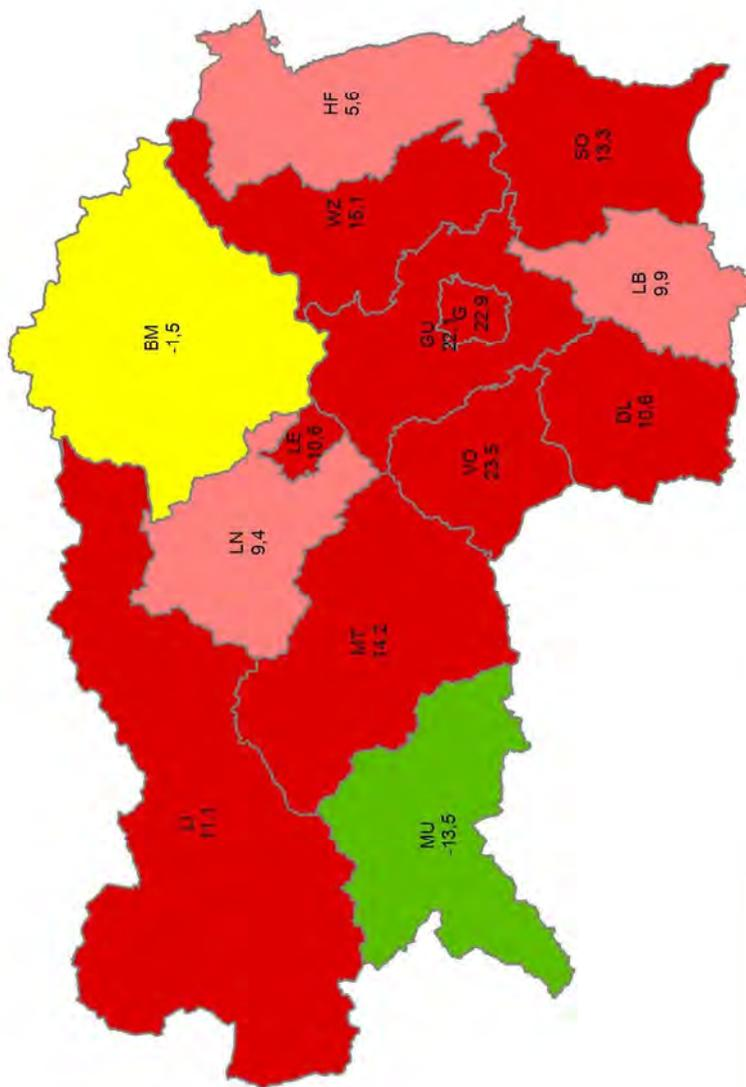 BM
-1,5
LI
11,1
LN
9,4
LE
10,6
HF
5,6
WZ
15,1
MT
14,2
MU
-13,5
GU
22,1
G
22,9
VO
23,5
SO
13,3
DL
10,6
LB
9,9